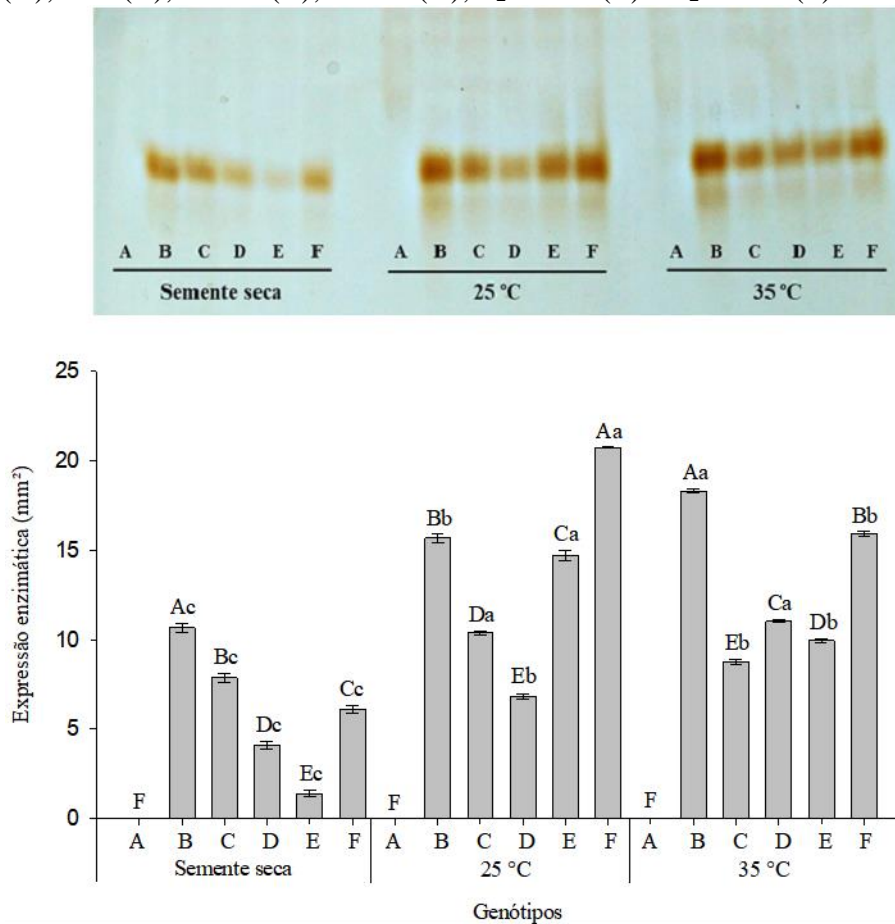 A B C D E F A B C D E F A B C D E F
Semente seca 25 °C 35 °C
Expressão enzimática (mm²)
25
20
15
10
5
0
F Ac Bc Dc Ec Cc F Bb Da Eb Ca Aa F Aa Eb Ca Db Bb
A B C D E F A B C D E F A B C D E F
Semente seca 25 °C 35 °C
Genótipos